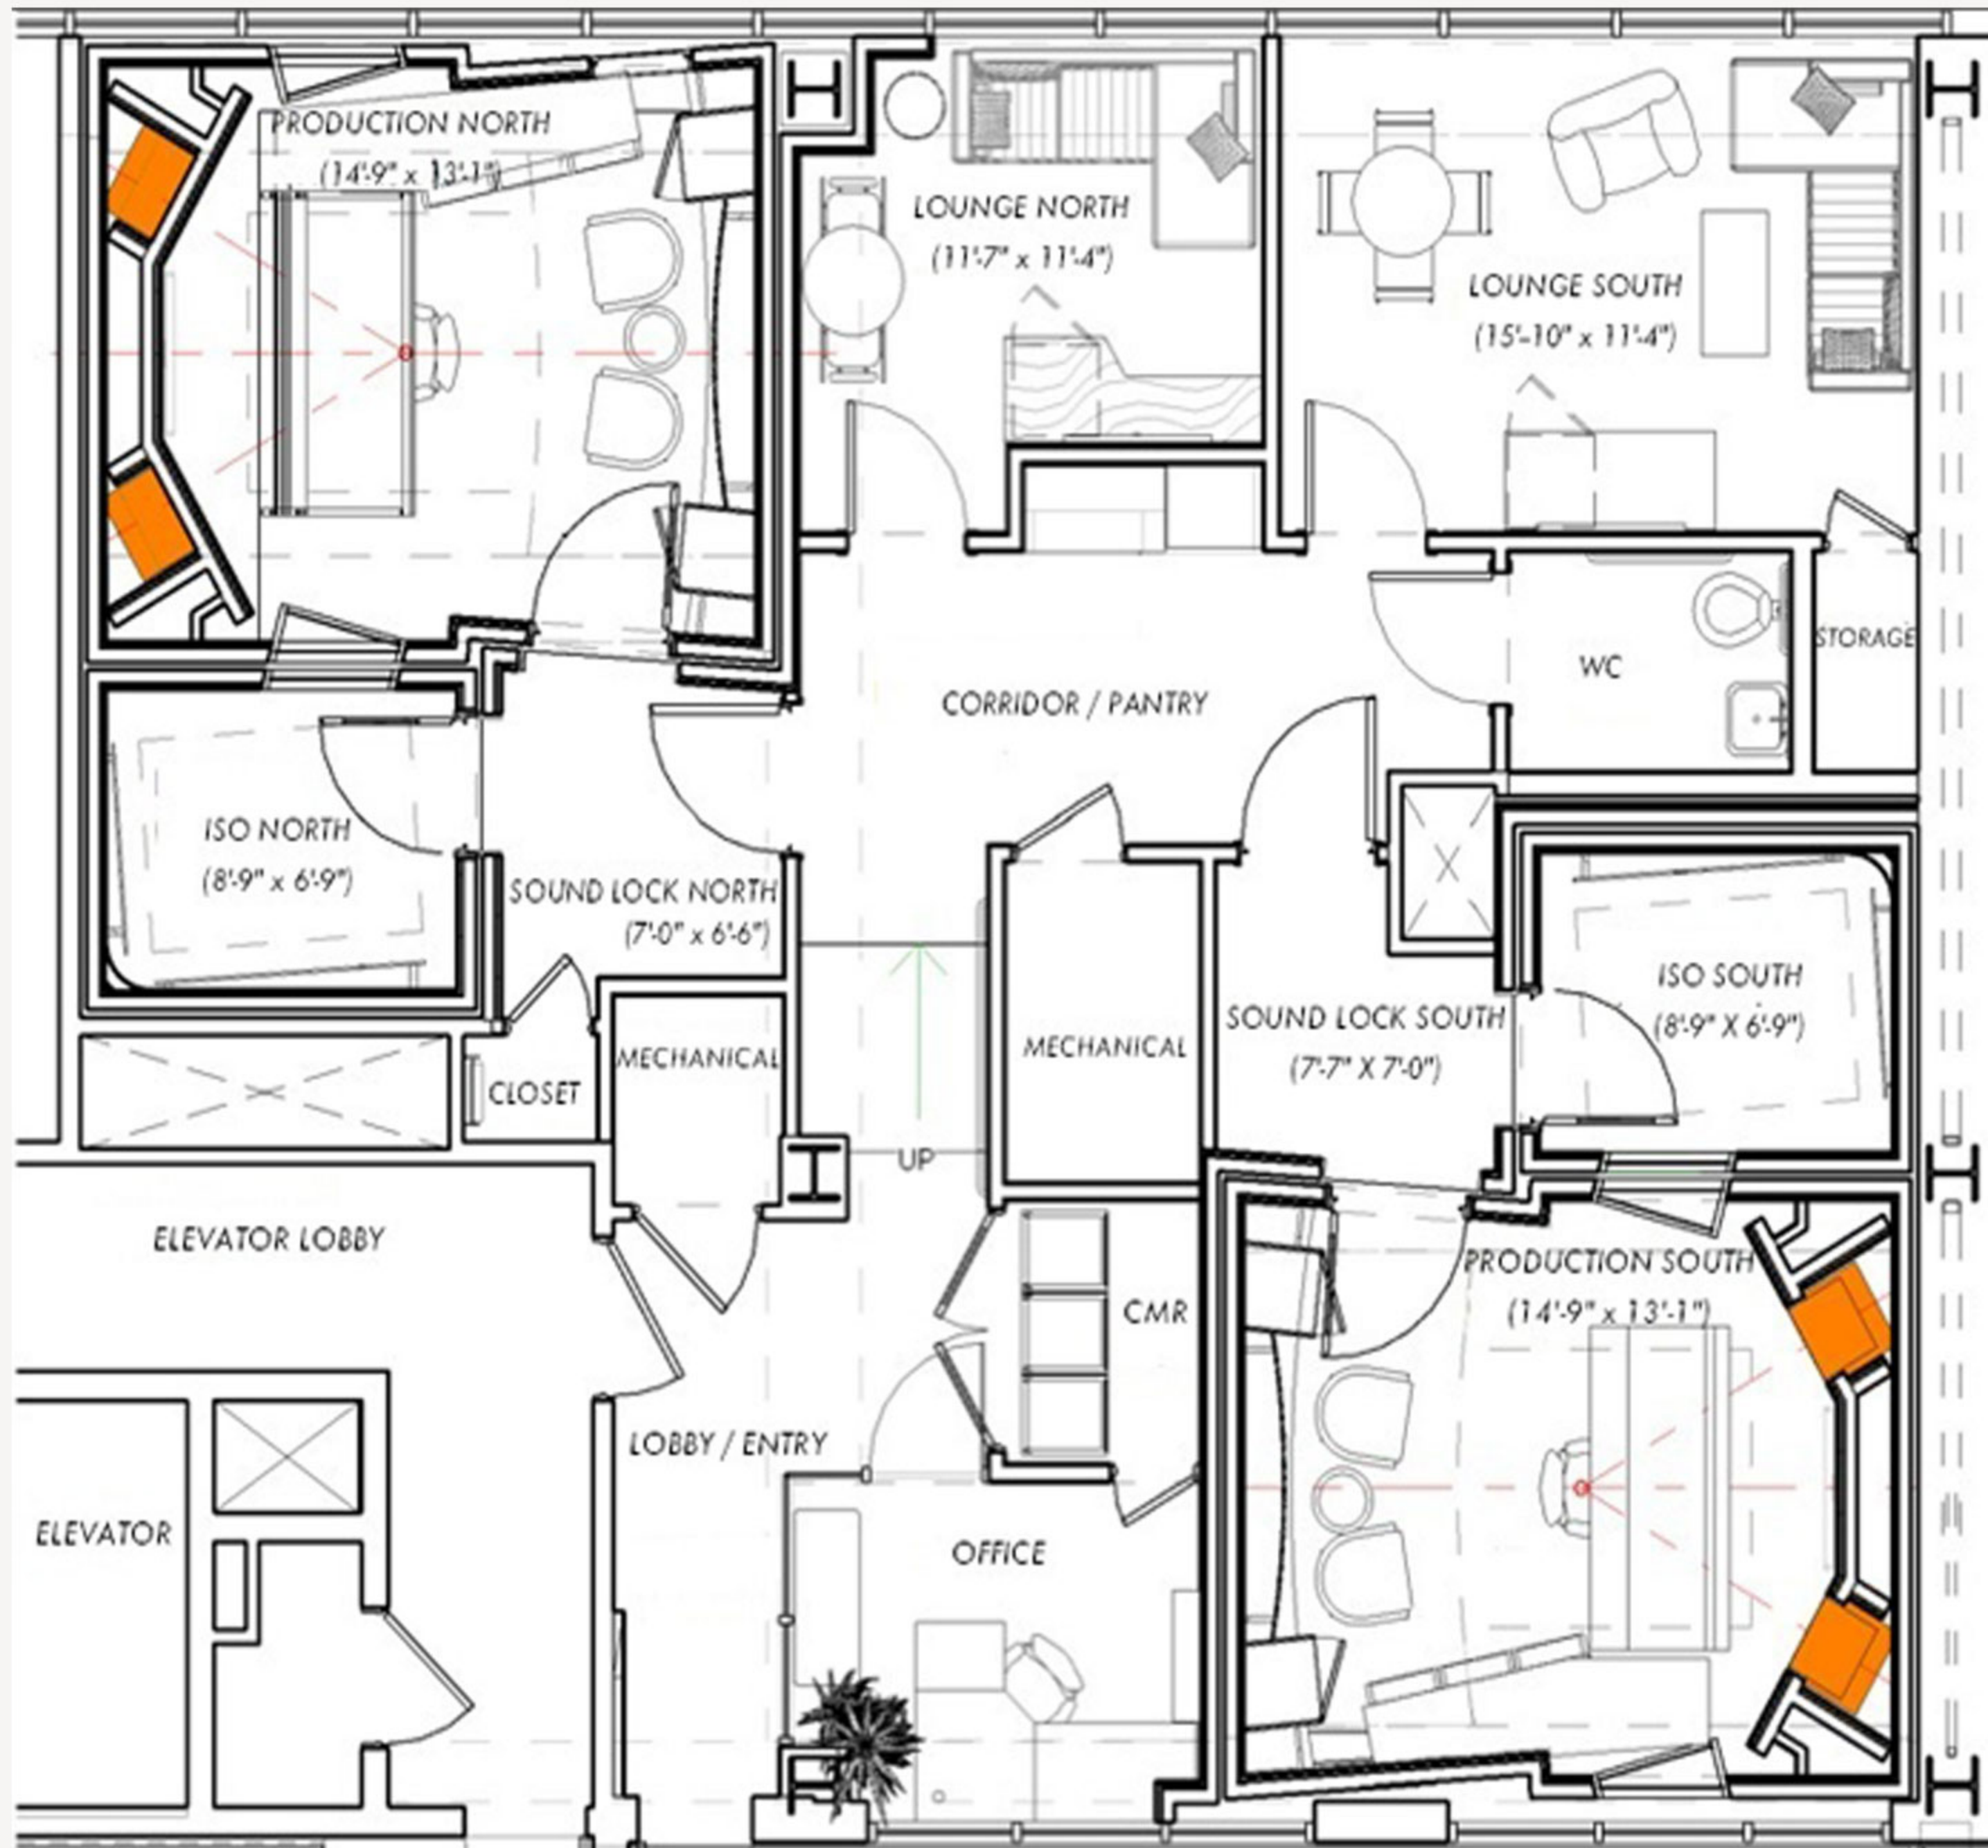 PRODUCTION NORTH
(14'-9" x 13'-1")
LOUNGE NORTH
(11'-7" x 11'-4")
LOUNGE SOUTH
(15'-10" x 11'-4")
STORAGE
WC
CORRIDOR / PANTRY
ISO NORTH
(8'-9" x 6'-9")
SOUND LOCK NORTH
(7'-0" x 6'-6")
ISO SOUTH
(8'-9" X 6'-9")
SOUND LOCK SOUTH
(7'-7" X 7'-0")
MECHANICAL
MECHANICAL
CLOSET
UP
ELEVATOR LOBBY
PRODUCTION SOUTH
(14'-9" x 13'-1")
CMR
LOBBY / ENTRY
ELEVATOR
OFFICE